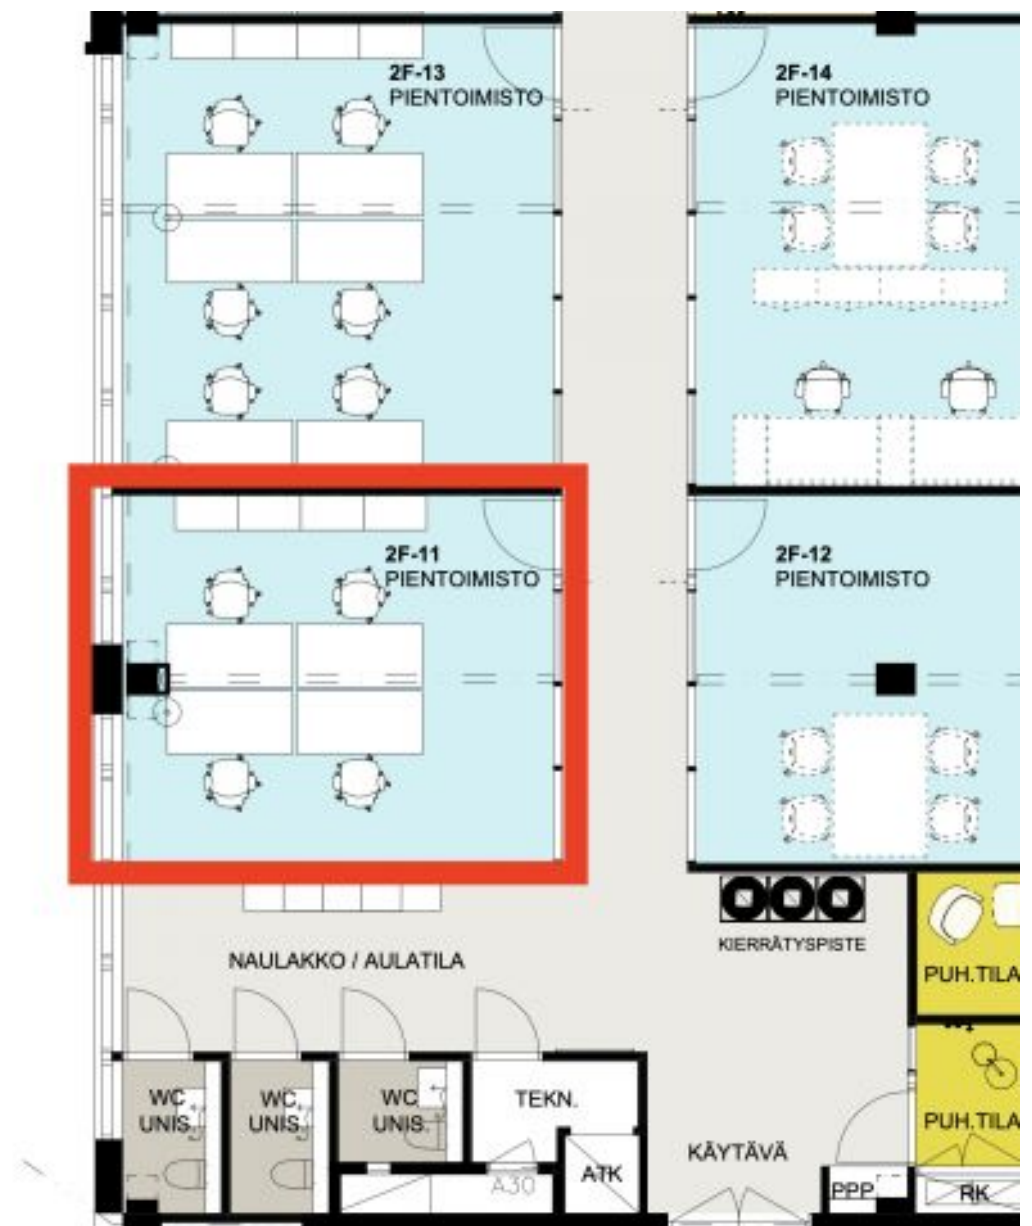 2F-13
PIENTOIMISTO
2F-14
PIENTOIMISTO
2F-11
PIENTOIMISTO
2F-12
PIENTOIMISTO
KIERRÄTYSPISTE
NAULAKKO / AULATILA
PUH.TILA
WC
UNIS.
WC
UNIS.
WC
UNIS.
TEKN.
PUH.TILA
KÄYTÄVÄ
ATK
A30
PPP
RK